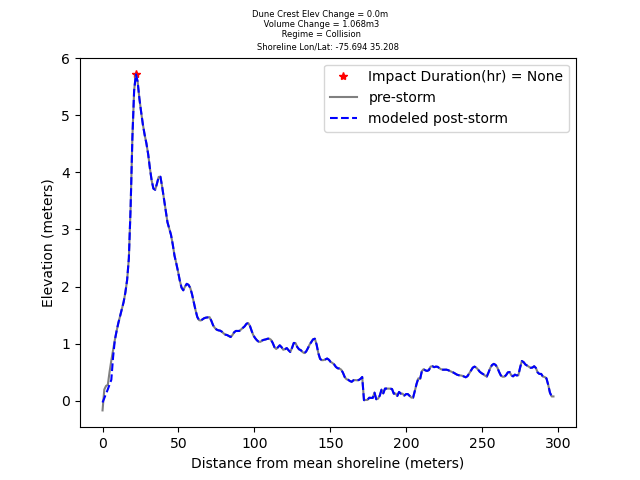 Dune Crest Elev Change = 0.0m
Volume Change = 1.068m3
Regime = Collision
Shoreline Lon/Lat: -75.694 35.208
Impact Duration(hr) = None
pre-storm
modeled post-storm
Elevation (meters)
6
5
4
3
2
1
0
0 50 100 150 200 250 300
Distance from mean shoreline (meters)